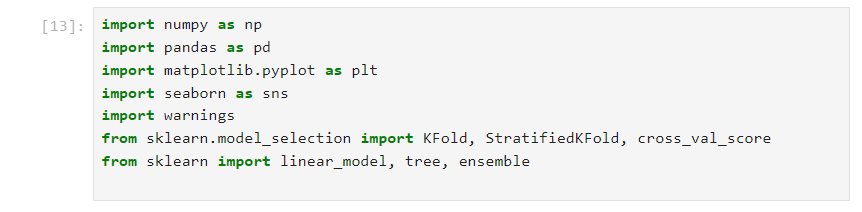 [13]:
import numpy as np
import pandas as pd
import matplotlib.pyplot as plt
import seaborn as sns
import warnings
from sklearn.model_selection import KFold, StratifiedKFold, cross_val_score
from sklearn import linear_model, tree, ensemble